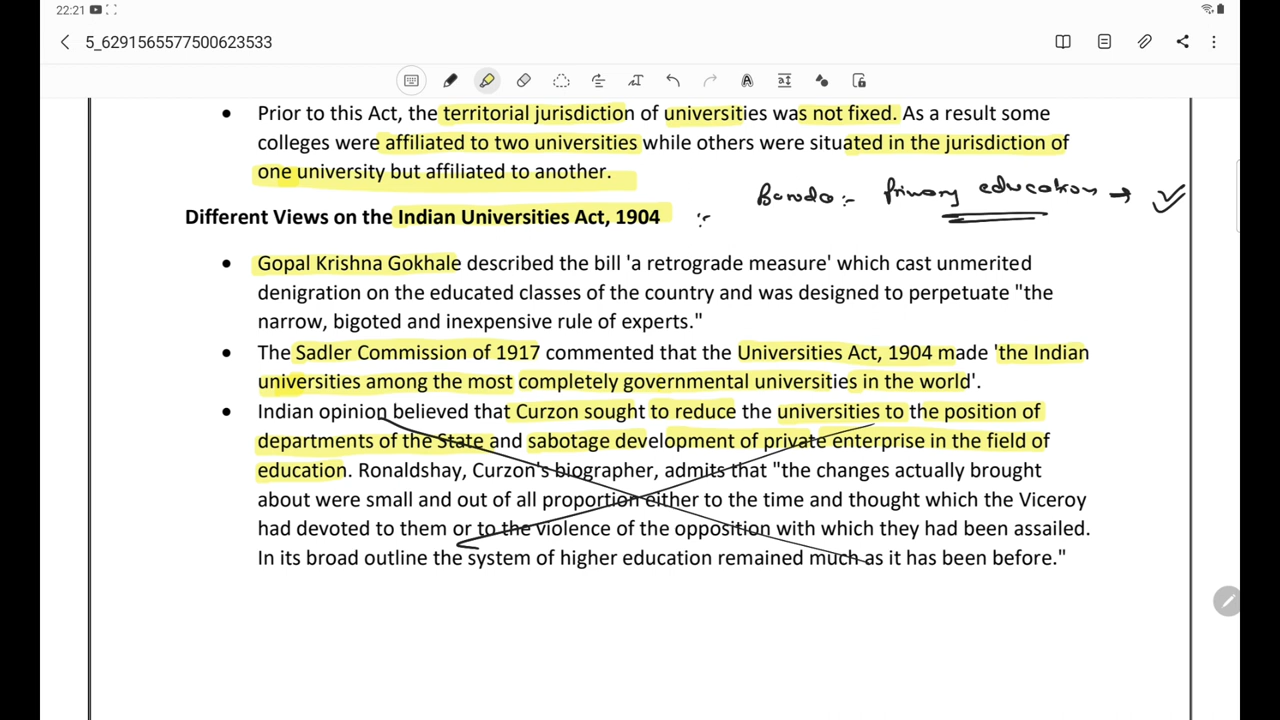 22:21
5_6291565577500623533
• Prior to this Act, the territorial jurisdiction of universities was not fixed. As a result some
colleges were affiliated to two universities while others were situated in the jurisdiction of
one university but affiliated to another.
Baroda :- Primary education →
Different Views on the Indian Universities Act, 1904 :-
• Gopal Krishna Gokhale described the bill 'a retrograde measure' which cast unmerited
denigration on the educated classes of the country and was designed to perpetuate "the
narrow, bigoted and inexpensive rule of experts."
• The Sadler Commission of 1917 commented that the Universities Act, 1904 made 'the Indian
universities among the most completely governmental universities in the world'.
• Indian opinion believed that Curzon sought to reduce the universities to the position of
departments of the State and sabotage development of private enterprise in the field of
education. Ronaldshay, Curzon's biographer, admits that "the changes actually brought
about were small and out of all proportion either to the time and thought which the Viceroy
had devoted to them or to the violence of the opposition with which they had been assailed.
In its broad outline the system of higher education remained much as it has been before."